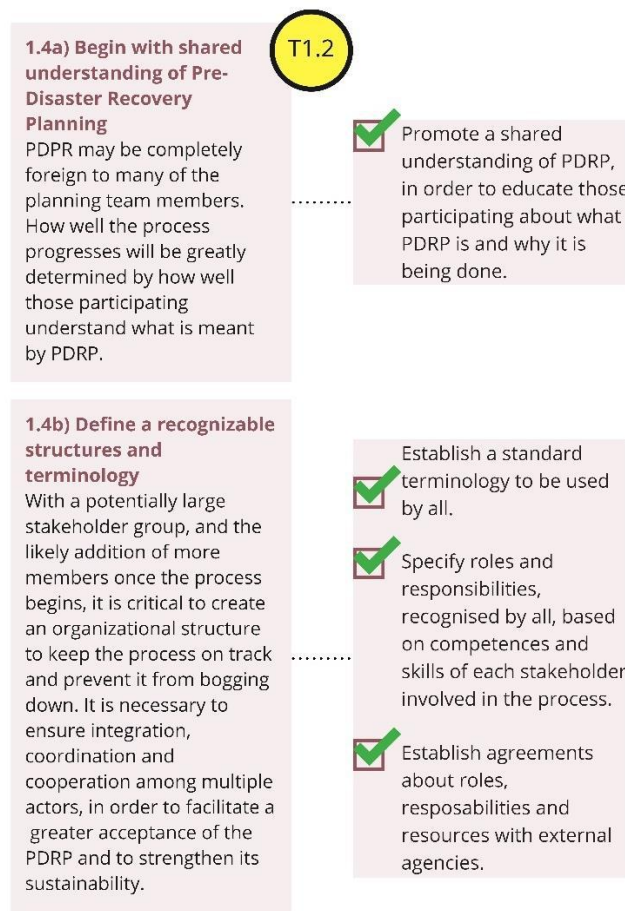 1.4a) Begin with shared
understanding of Pre-
Disaster Recovery
Planning
PDPR may be completely
foreign to many of the
planning team members.
How well the process
progresses will be greatly
determined by how well
those participating
understand what is meant
by PDRP.
T1.2
Promote a shared
understanding of PDRP,
in order to educate those
participating about what
PDRP is and why it is
being done.
1.4b) Define a recognizable
structures and
terminology
With a potentially large
stakeholder group, and the
likely addition of more
members once the process
begins, it is critical to create
an organizational structure
to keep the process on track
and prevent it from bogging
down. It is necessary to
ensure integration,
coordination and
cooperation among multiple
actors, in order to facilitate a
greater acceptance of the
PDRP and to strengthen its
sustainability.
Establish a standard
terminology to be used
by all.
Specify roles and
responsibilities,
recognised by all, based
on competences and
skills of each stakeholder
involved in the process.
Establish agreements
about roles,
resposabilities and
resources with external
agencies.